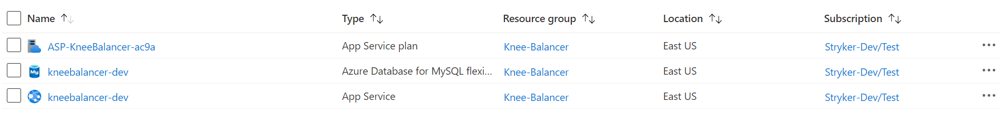 Name ↑↓ Type ↑↓ Resource group ↑↓ Location ↑↓ Subscription ↑↓
ASP-KneeBalancer-ac9a App Service plan Knee-Balancer East US Stryker-Dev/Test ...
kneebalancer-dev Azure Database for MySQL flexi... Knee-Balancer East US Stryker-Dev/Test ...
kneebalancer-dev App Service Knee-Balancer East US Stryker-Dev/Test ...